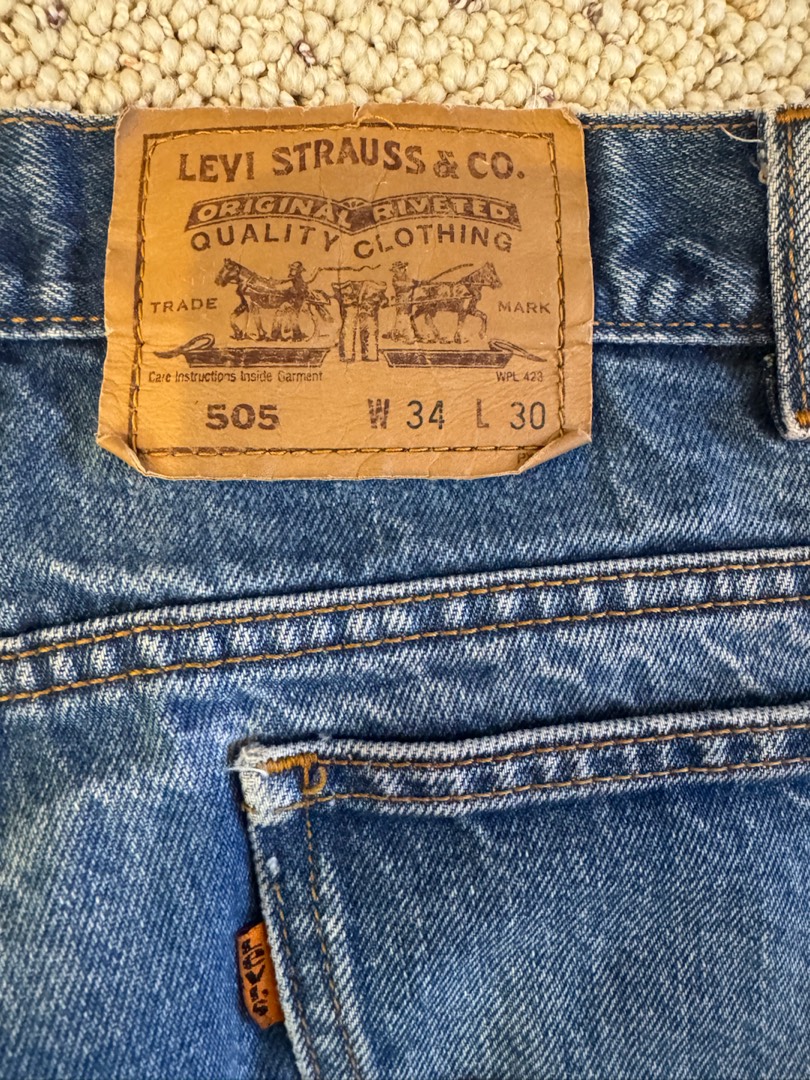 LEVI STRAUSS & CO.
ORIGINAL RIVETED
QUALITY CLOTHING
TRADE MARK
Care Instructions Inside Garment WPL 423
505 W 34 L 30
LEVI'S